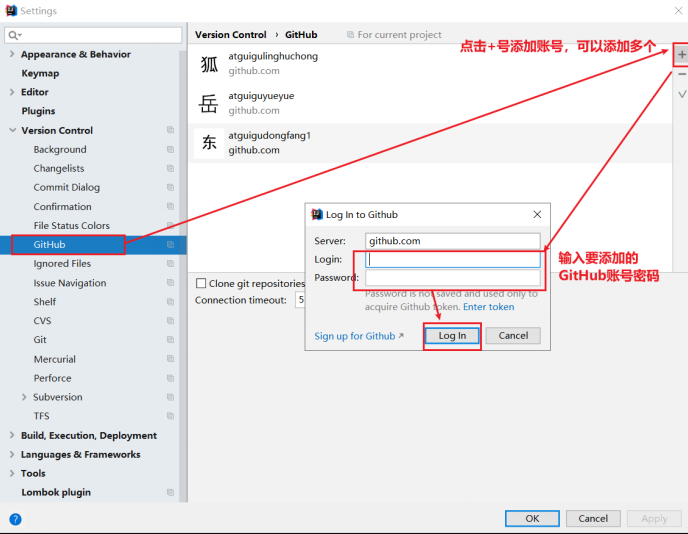 Settings
Appearance & Behavior
Keymap
Editor
Plugins
Version Control
Background
Changelists
Commit Dialog
Confirmation
File Status Colors
GitHub
Ignored Files
Issue Navigation
Shelf
CVS
Git
Mercurial
Perforce
Subversion
TFS
Build, Execution, Deployment
Languages & Frameworks
Tools
Lombok plugin
Version Control › GitHub
For current project
点击+号添加账号，可以添加多个
狐
atguigulinghuchong
github.com
岳
atguiguyueyue
github.com
东
atguigudongfang1
github.com
Clone git repositories
Connection timeout: 5
Log In to Github
Server: github.com
Login:
Password:
Password is not saved and used only to
acquire Github token. Enter token
Sign up for Github ↗
Log In
Cancel
输入要添加的
GitHub账号密码
?
OK
Cancel
Apply